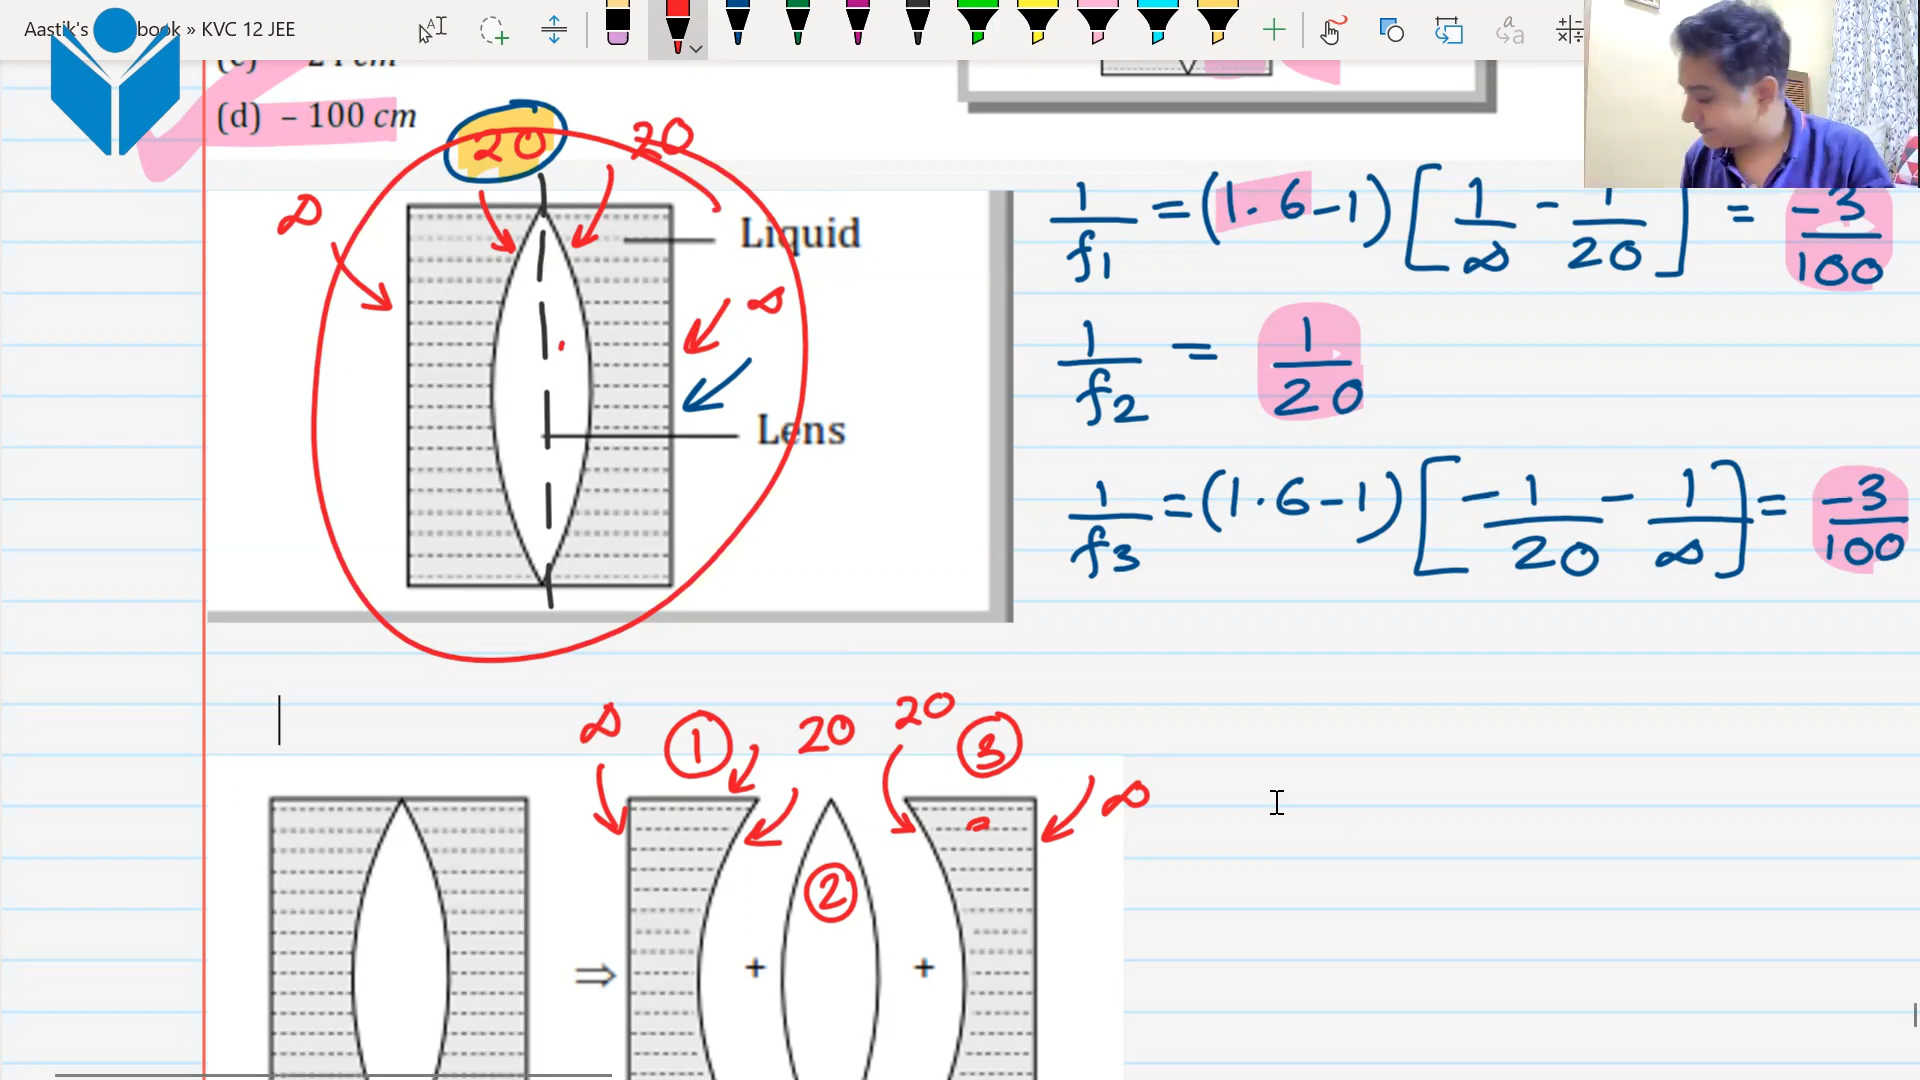 Aastik's book » KVC 12 JEE
(d) – 100 cm
20
20
∞
Liquid
∞
Lens
1/f1 = (1.6-1) [1/∞ - 1/20] = -3/100
1/f2 = 1/20
1/f3 = (1.6-1) [-1/20 - 1/∞] = -3/100
∞ 1 20 20 3
∞
2
⇒ + +